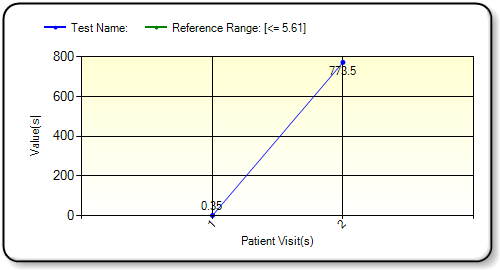 Test Name: Reference Range: [<= 5.61]
800
773.5
600
400
200
0.35
0
1 2
Value(s)
Patient Visit(s)